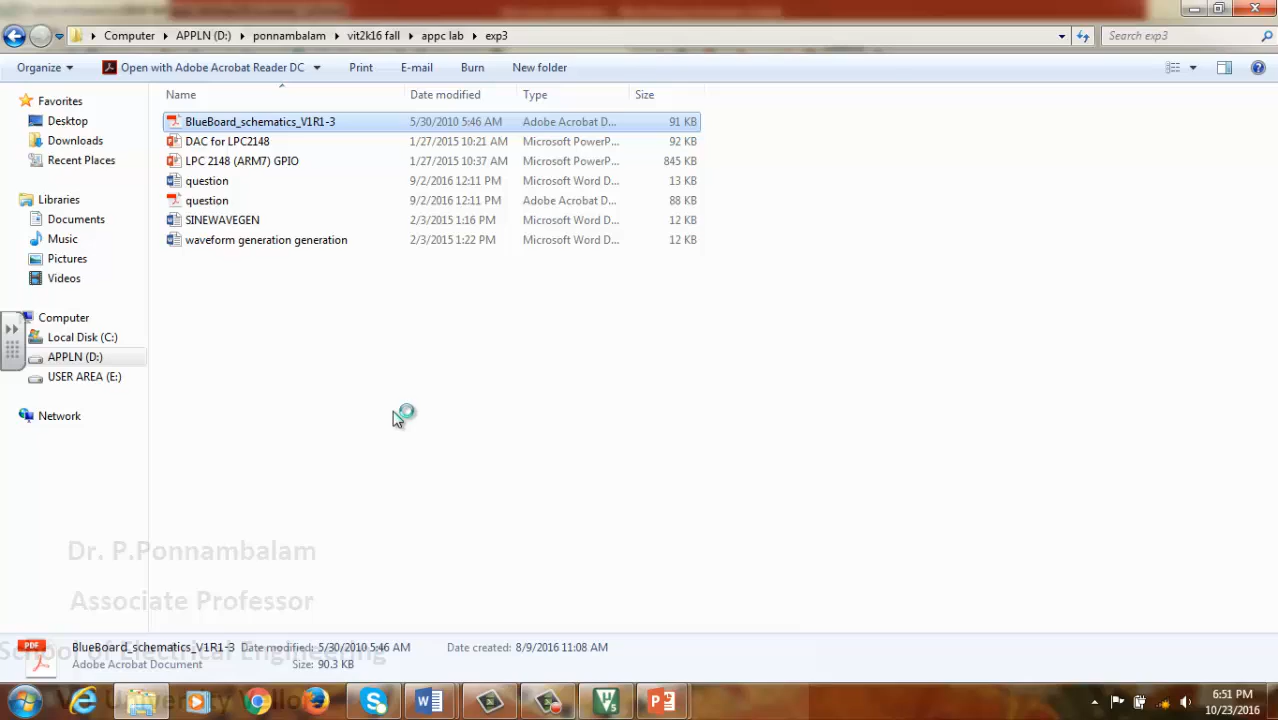 Computer APPLN (D:) ponnambalam vit2k16 fall appc lab exp3 Search exp3
Organize Open with Adobe Acrobat Reader DC Print E-mail Burn New folder
Name Date modified Type Size
Favorites
Desktop
Downloads
Recent Places
Libraries
Documents
Music
Pictures
Videos
Computer
Local Disk (C:)
APPLN (D:)
USER AREA (E:)
Network
BlueBoard_schematics_V1R1-3 5/30/2010 5:46 AM Adobe Acrobat D... 91 KB
DAC for LPC2148 1/27/2015 10:21 AM Microsoft PowerP... 92 KB
LPC 2148 (ARM7) GPIO 1/27/2015 10:37 AM Microsoft PowerP... 845 KB
question 9/2/2016 12:11 PM Microsoft Word D... 13 KB
question 9/2/2016 12:11 PM Adobe Acrobat D... 88 KB
SINEWAVEGEN 2/3/2015 1:16 PM Microsoft Word D... 12 KB
waveform generation generation 2/3/2015 1:22 PM Microsoft Word D... 12 KB
Dr. P.Ponnambalam
Associate Professor
School of Electrical Engineering
University Vellore
PDF
BlueBoard_schematics_V1R1-3 Date modified: 5/30/2010 5:46 AM Date created: 8/9/2016 11:08 AM
Adobe Acrobat Document Size: 90.3 KB
6:51 PM
10/23/2016